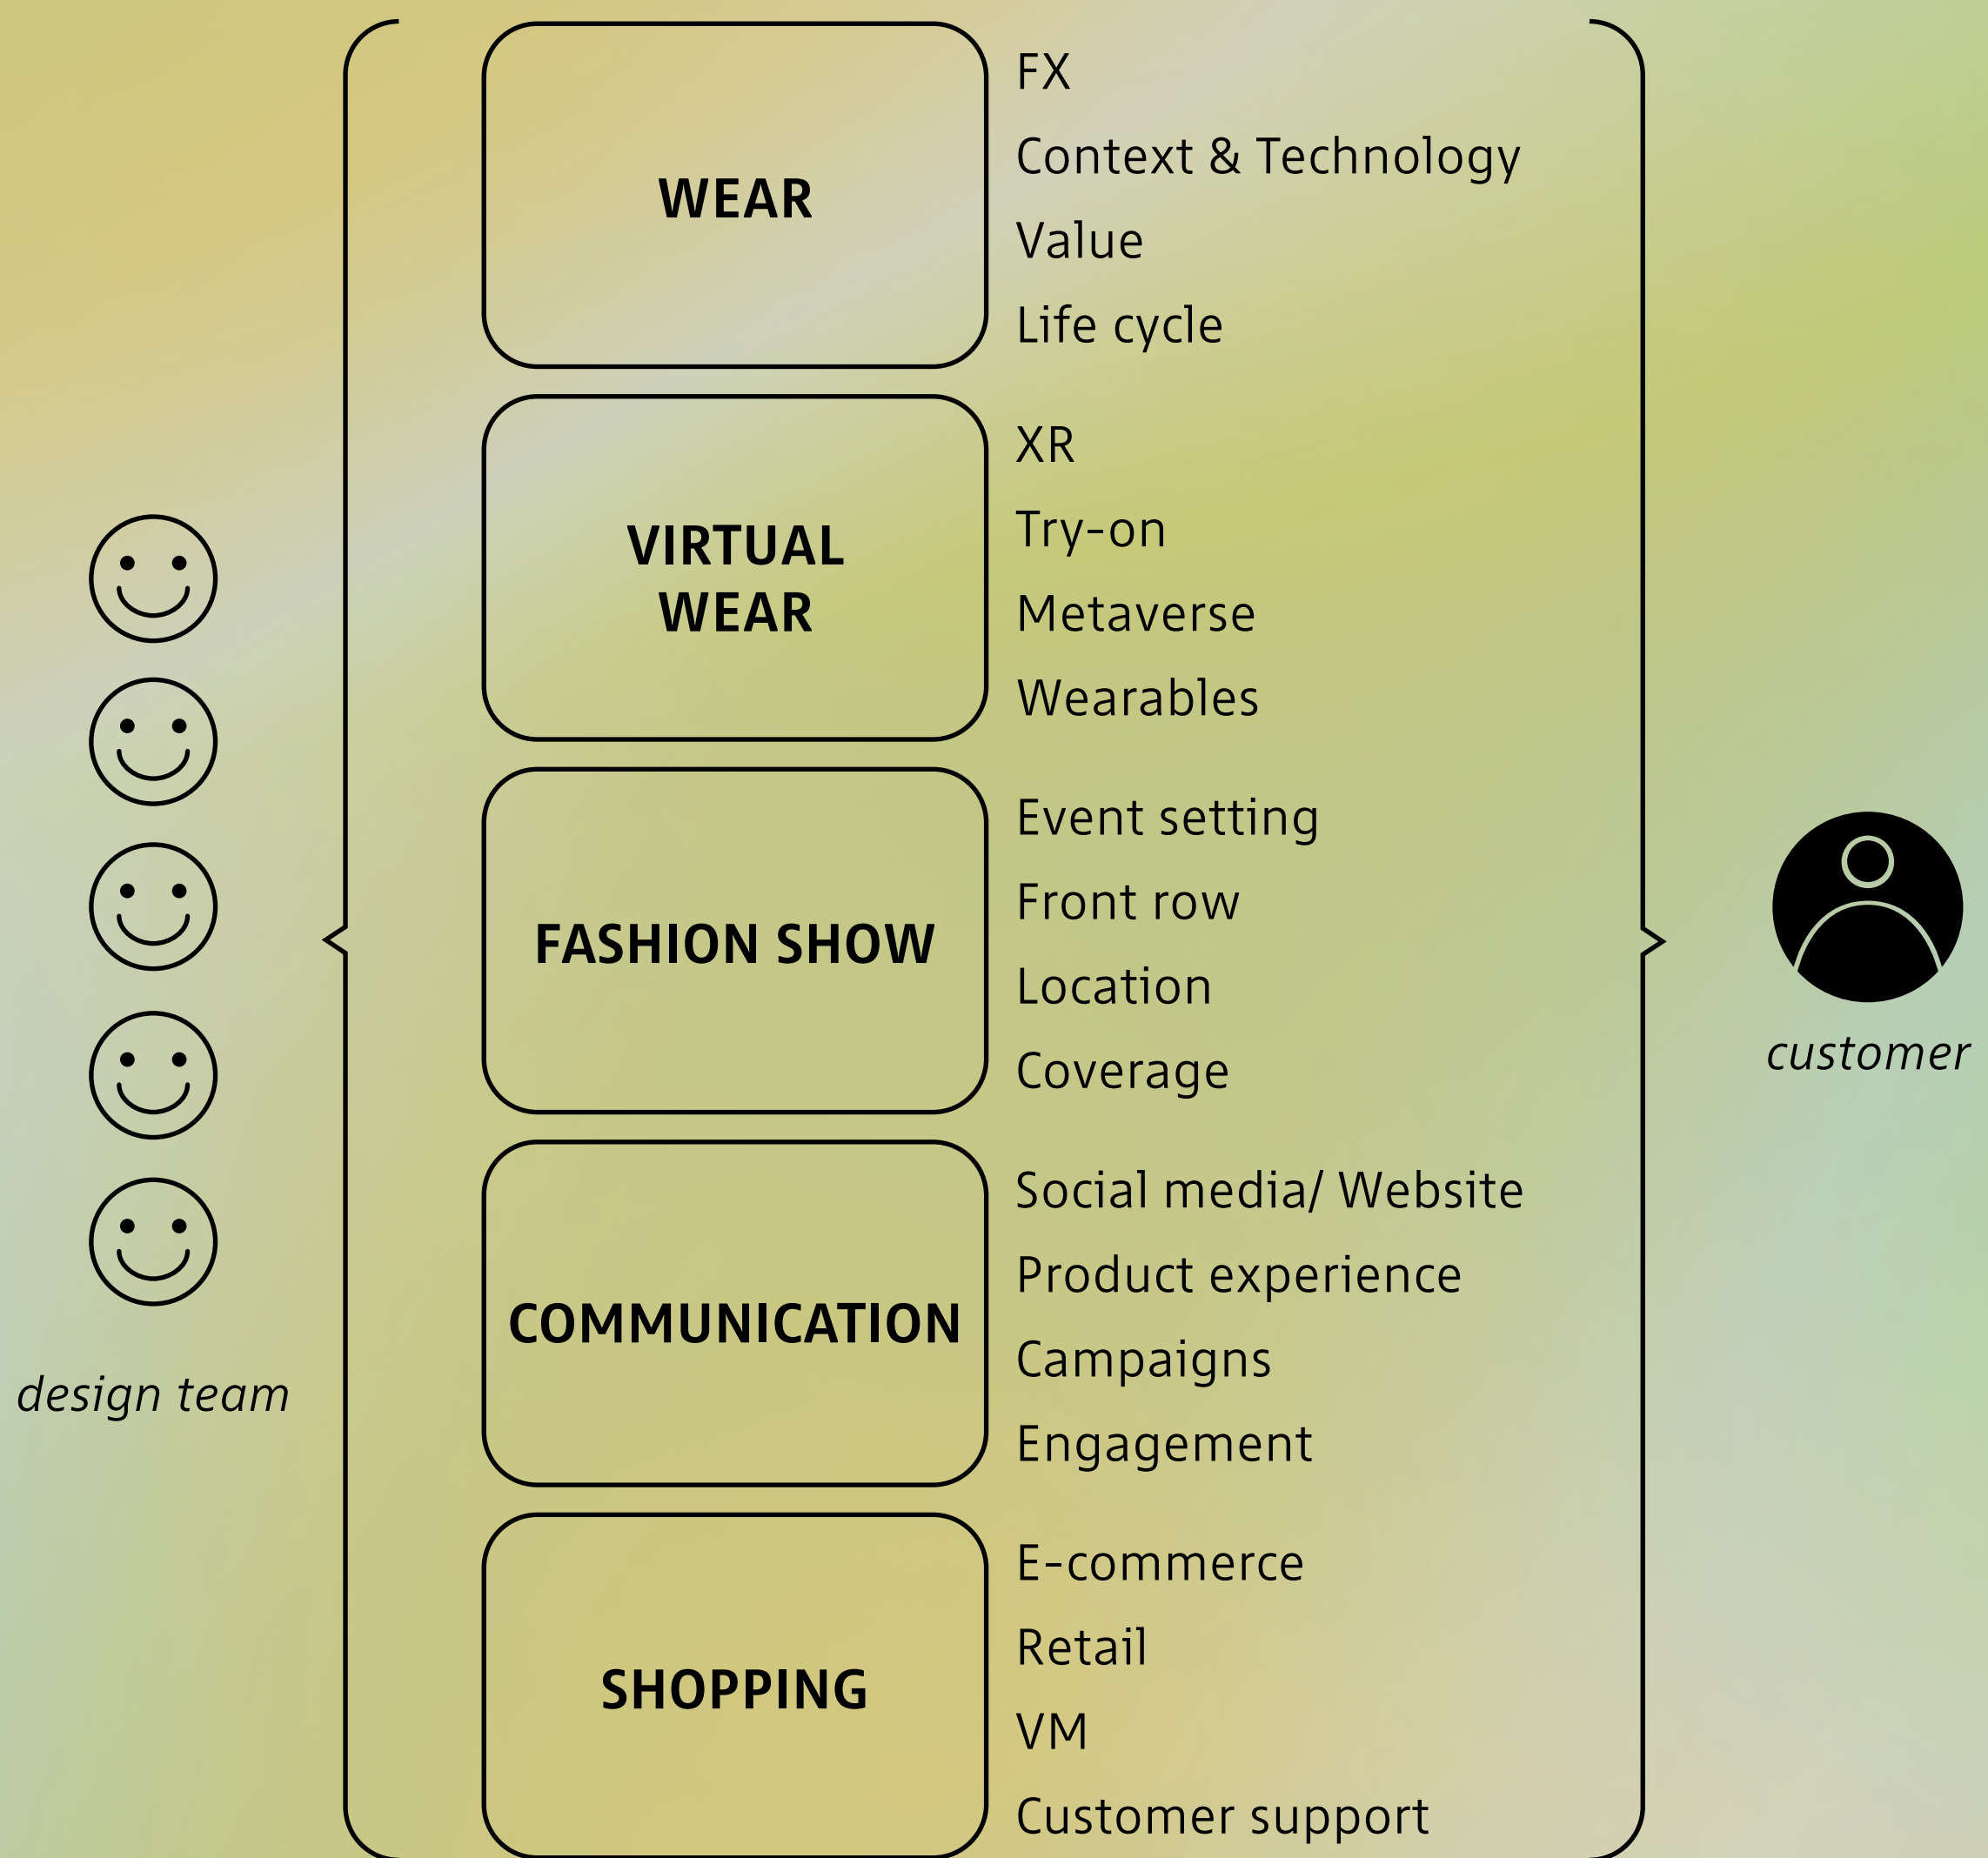 WEAR
FX
Context & Technology
Value
Life cycle
VIRTUAL
WEAR
XR
Try-on
Metaverse
Wearables
FASHION SHOW
Event setting
Front row
Location
Coverage
COMMUNICATION
Social media/ Website
Product experience
Campaigns
Engagement
SHOPPING
E-commerce
Retail
VM
Customer support
design team
customer